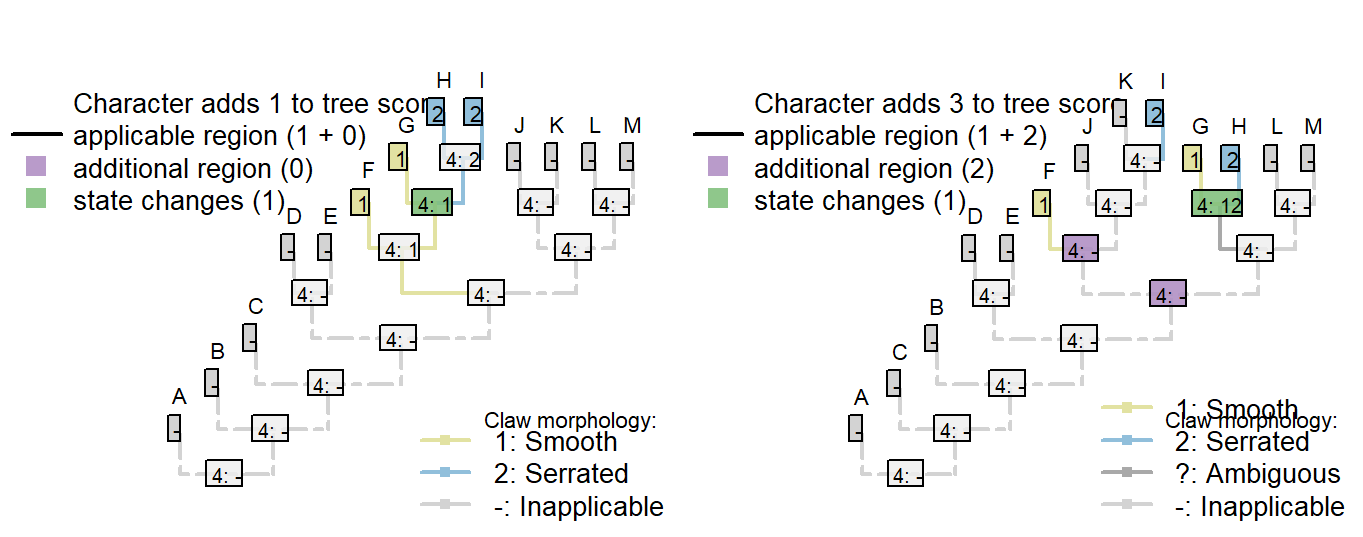 H I
Character adds 1 to tree score
G
applicable region (1 + 0)
J K L M
additional region (0)
F
state changes (1)
D E
C
B
A
2 2
1 4: 2 - - - -
1 4: 1 4: - 4: -
- - 4: 1 4: -
4: - 4: -
- 4: -
- 4: -
- 4: -
4: -
Claw morphology:
1: Smooth
2: Serrated
-: Inapplicable
K I
Character adds 3 to tree score
J G H L M
applicable region (1 + 2)
additional region (2)
F
state changes (1)
D E
B
C
A
- 2
- 4: - 1 2 - -
1 4: - 4: 12 4: -
- - 4: - 4: -
4: - 4: -
- 4: -
- 4: -
- 4: -
4: -
1: Smooth
Claw morphology:
2: Serrated
?: Ambiguous
-: Inapplicable